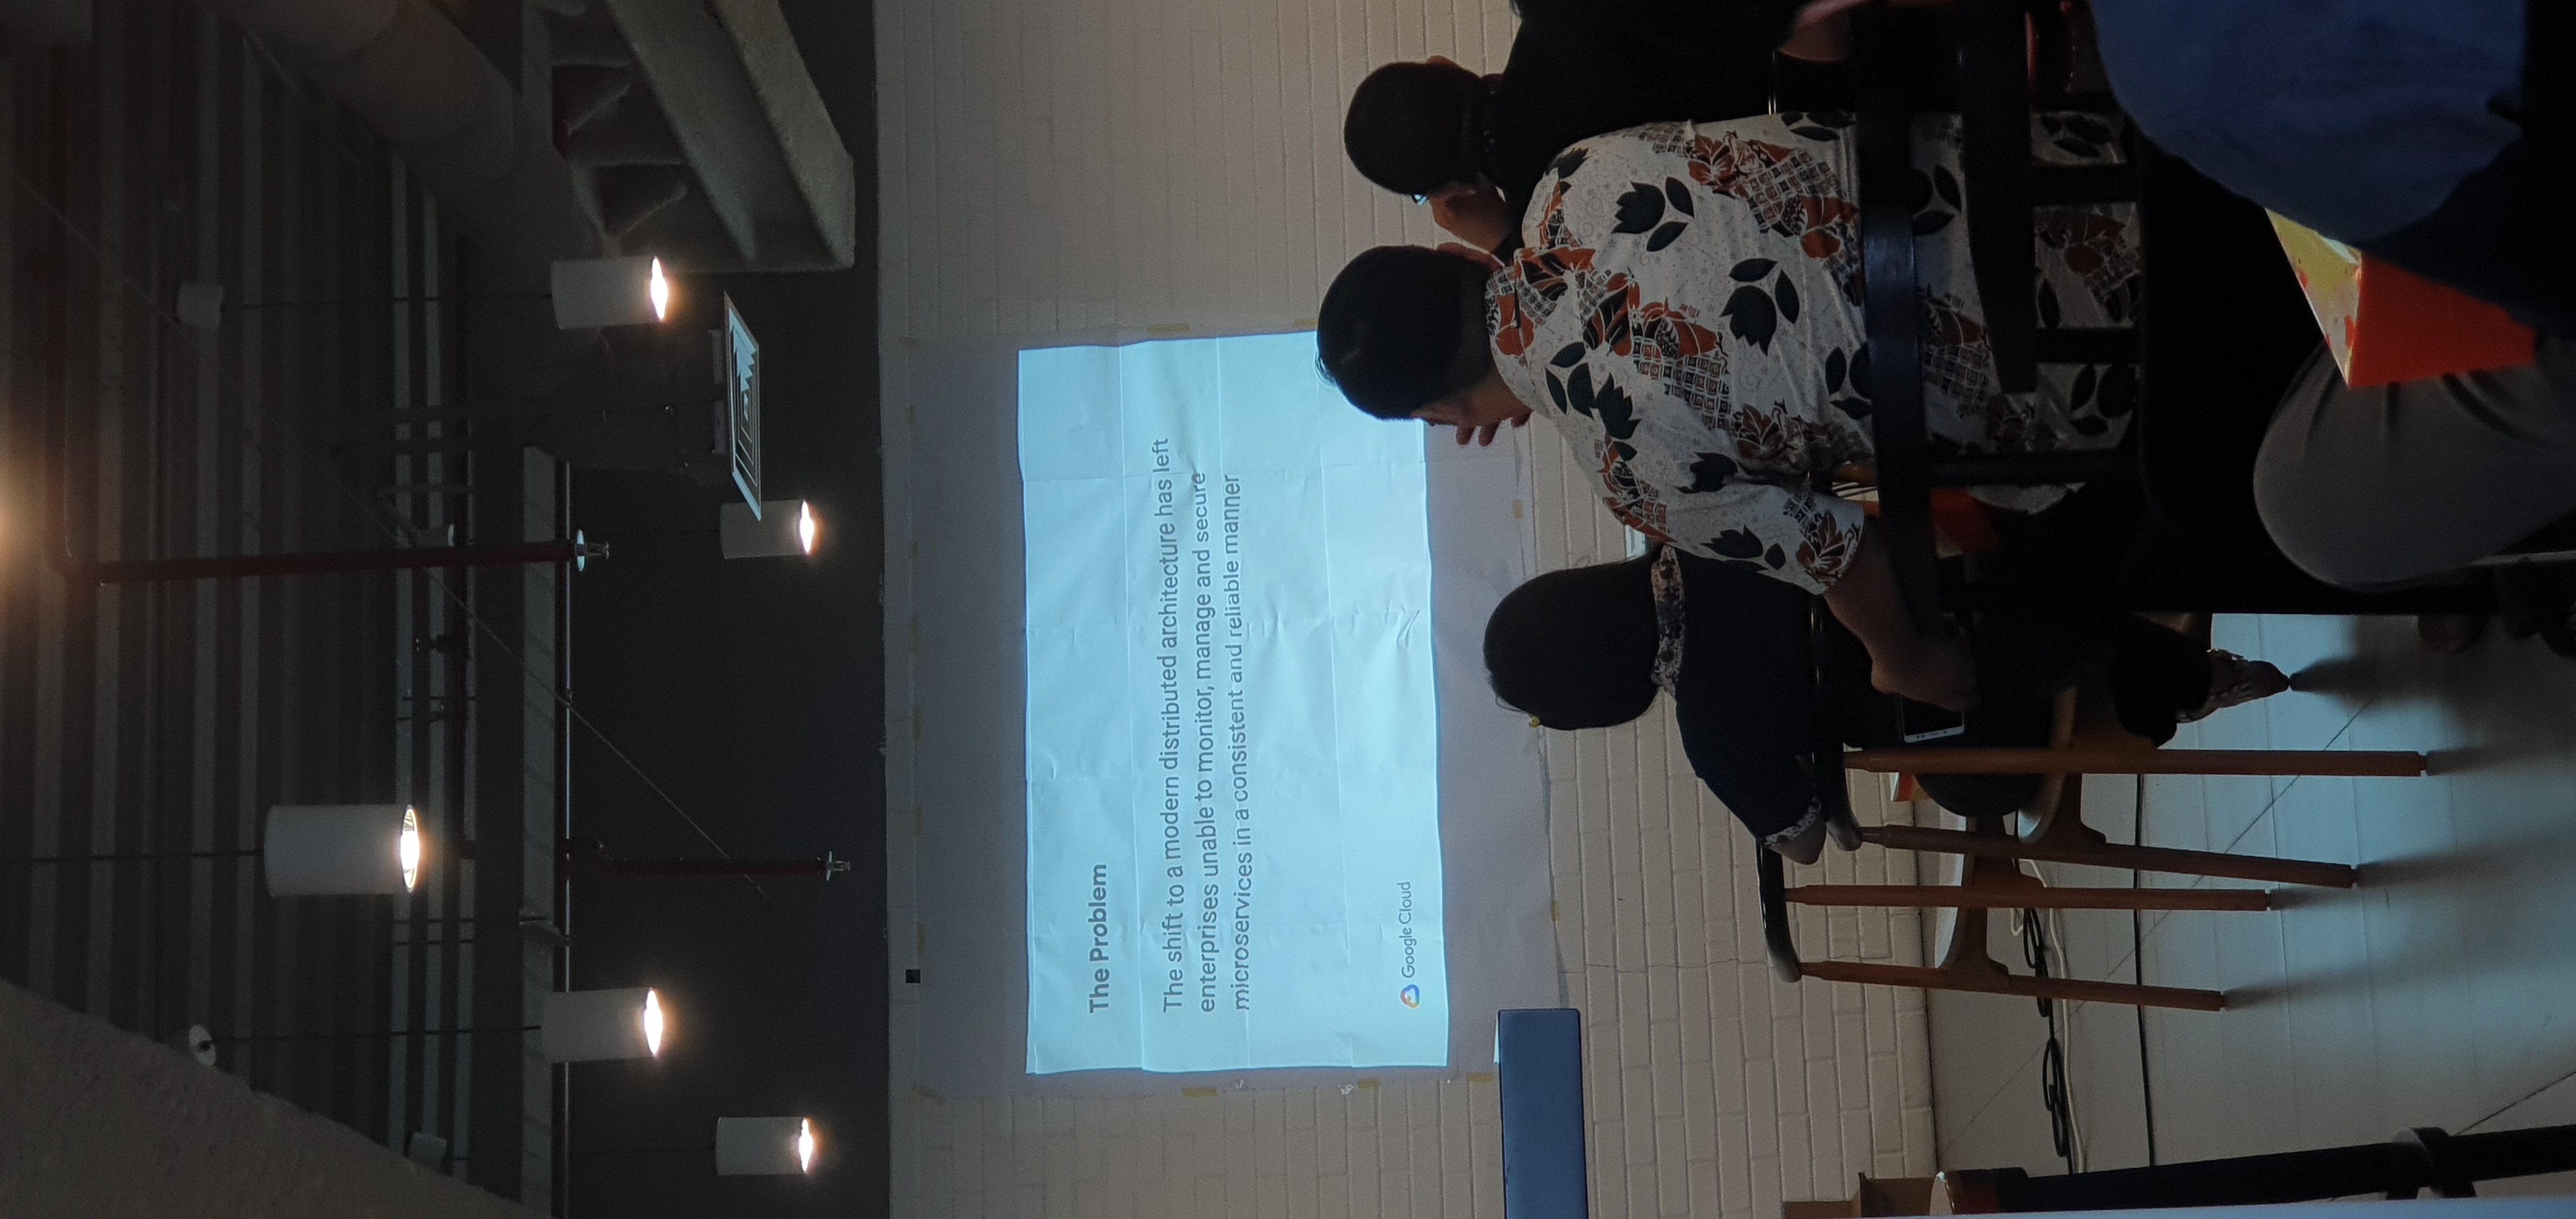 The Problem
The shift to a modern distributed architecture has left
enterprises unable to monitor, manage and secure
microservices in a consistent and reliable manner
Google Cloud